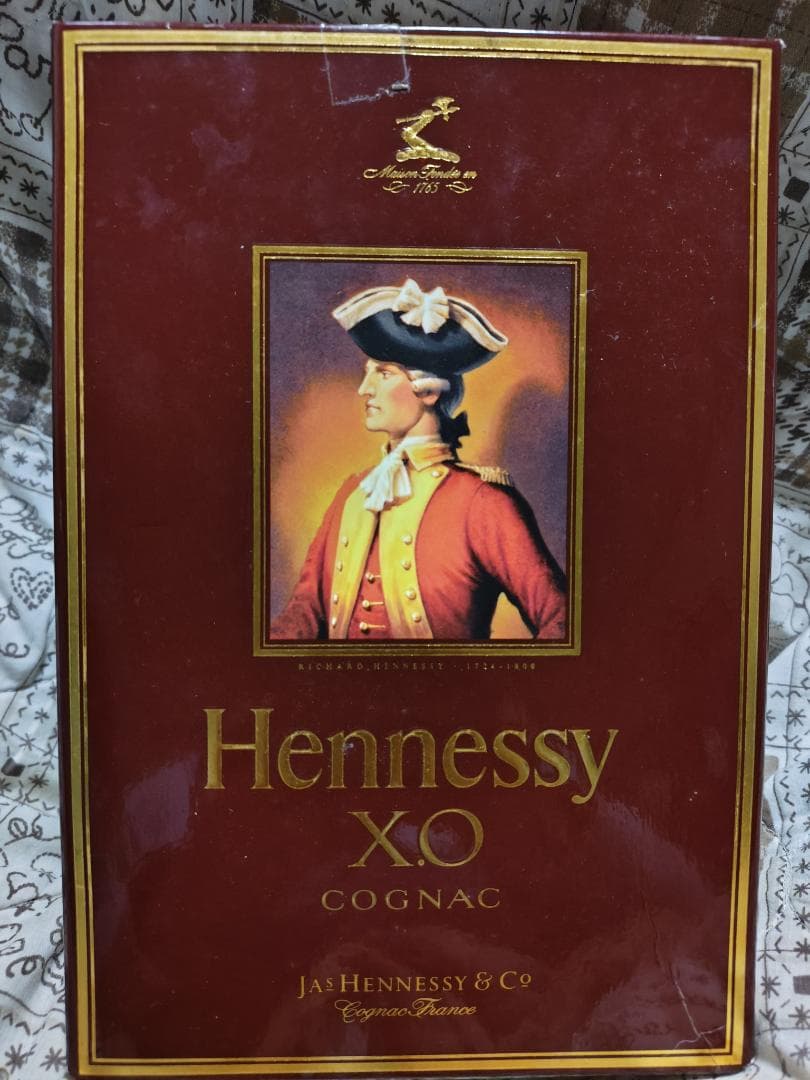 Maison Fondée en
1765
RICHARD HENNESSY · 1724-1800
Hennessy
X.O
COGNAC
JAS HENNESSY & Co
Cognac France